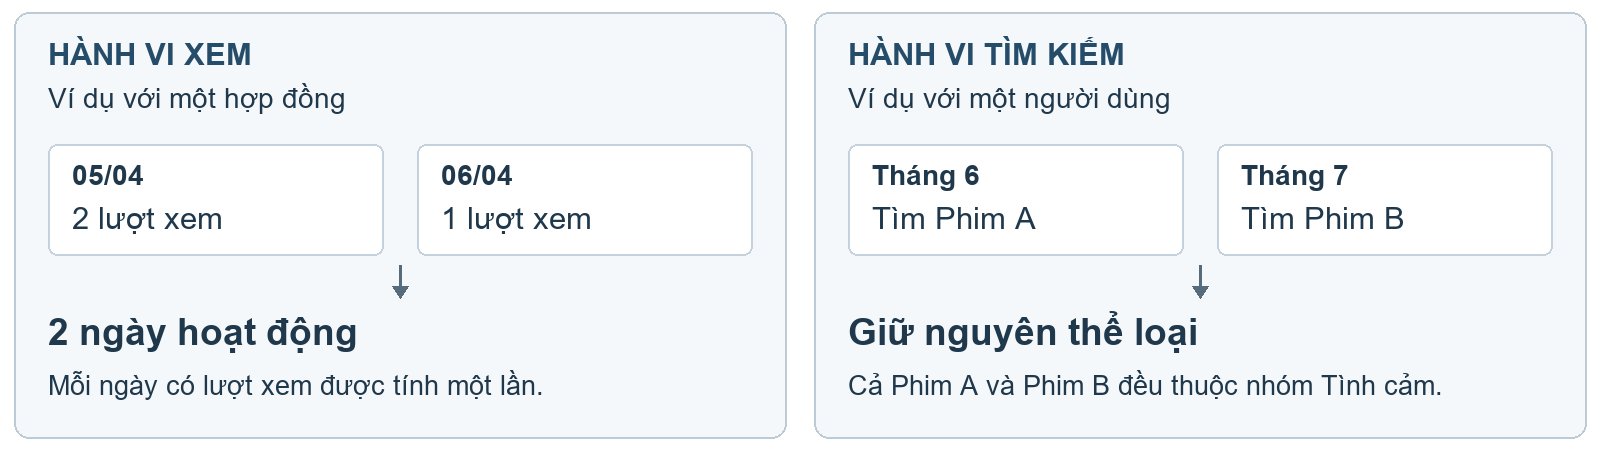 HÀNH VI XEM
Ví dụ với một hợp đồng
05/04
2 lượt xem
06/04
1 lượt xem
2 ngày hoạt động
Mỗi ngày có lượt xem được tính một lần.
HÀNH VI TÌM KIẾM
Ví dụ với một người dùng
Tháng 6
Tìm Phim A
Tháng 7
Tìm Phim B
Giữ nguyên thể loại
Cả Phim A và Phim B đều thuộc nhóm Tình cảm.